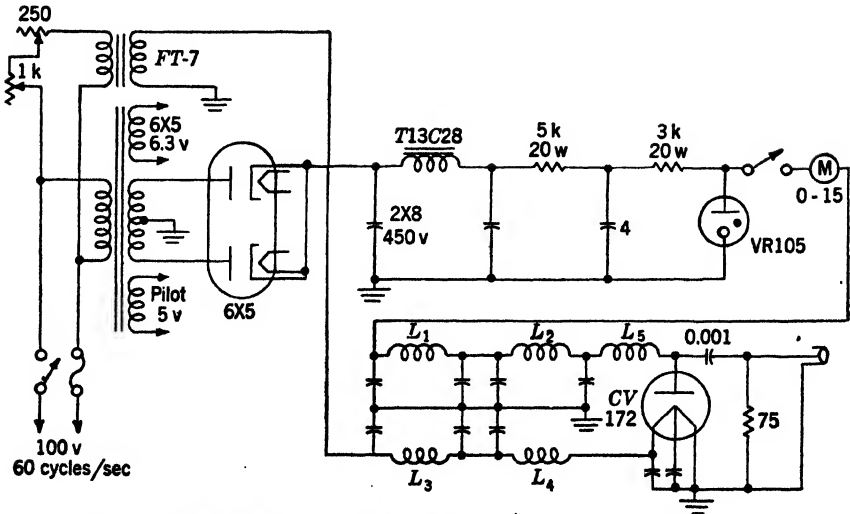 250
1 k
FT-7
6X5
6.3 v
Pilot
5 v
100 v
60 cycles/sec
6X5
T13C28
2X8
450 v
5 k
20 w
4
3 k
20 w
VR105
M
0 - 15
L1
L2
L5
0.001
CV
172
75
L3
L4